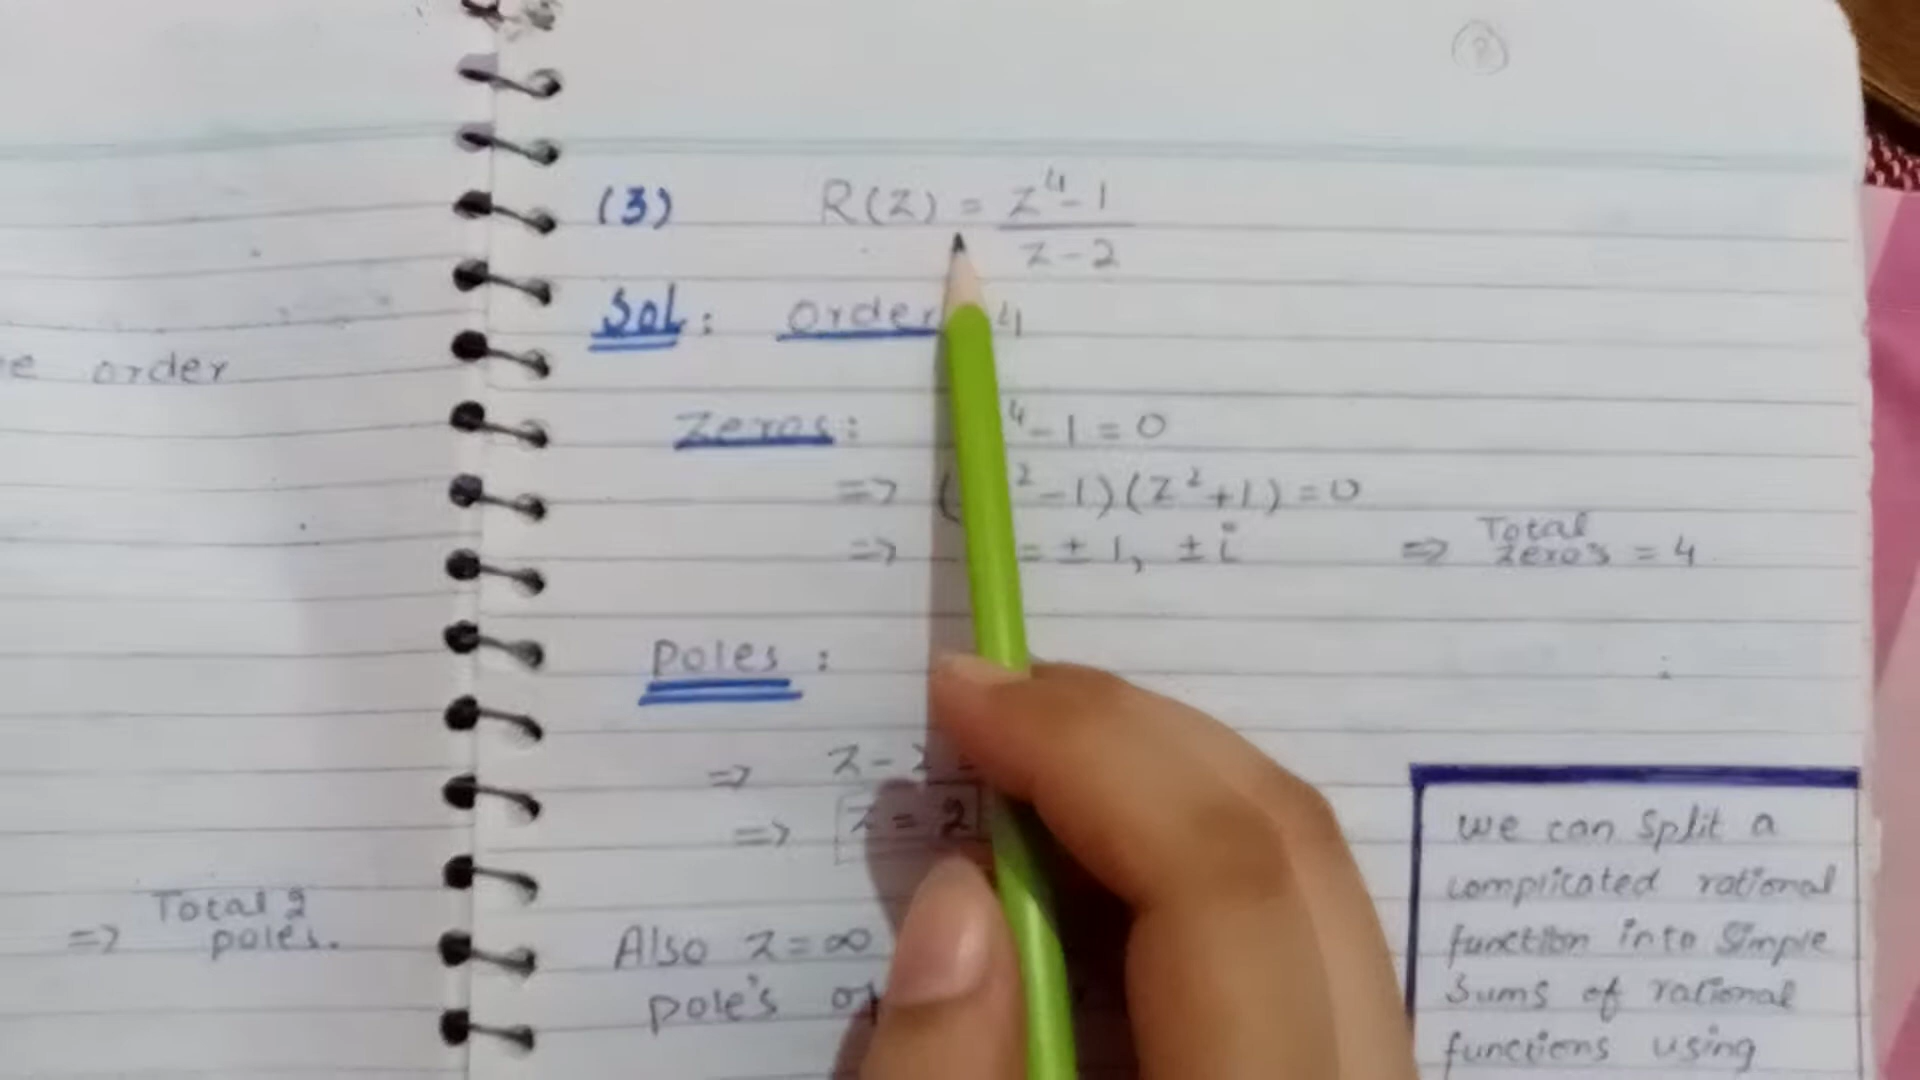 e order
⇒ Total 2
poles.
(3) R(z) = z⁴-1 / z-2
Sol: order 4
Zeros: ⁴-1=0
⇒ ( ²-1)(z²+1)=0
⇒ = ±1, ±i ⇒ Total zeros = 4
Poles:
⇒ z-2
⇒ z = 2
Also z=∞
pole's
we can split a
complicated rational
function into simple
sums of rational
functions using